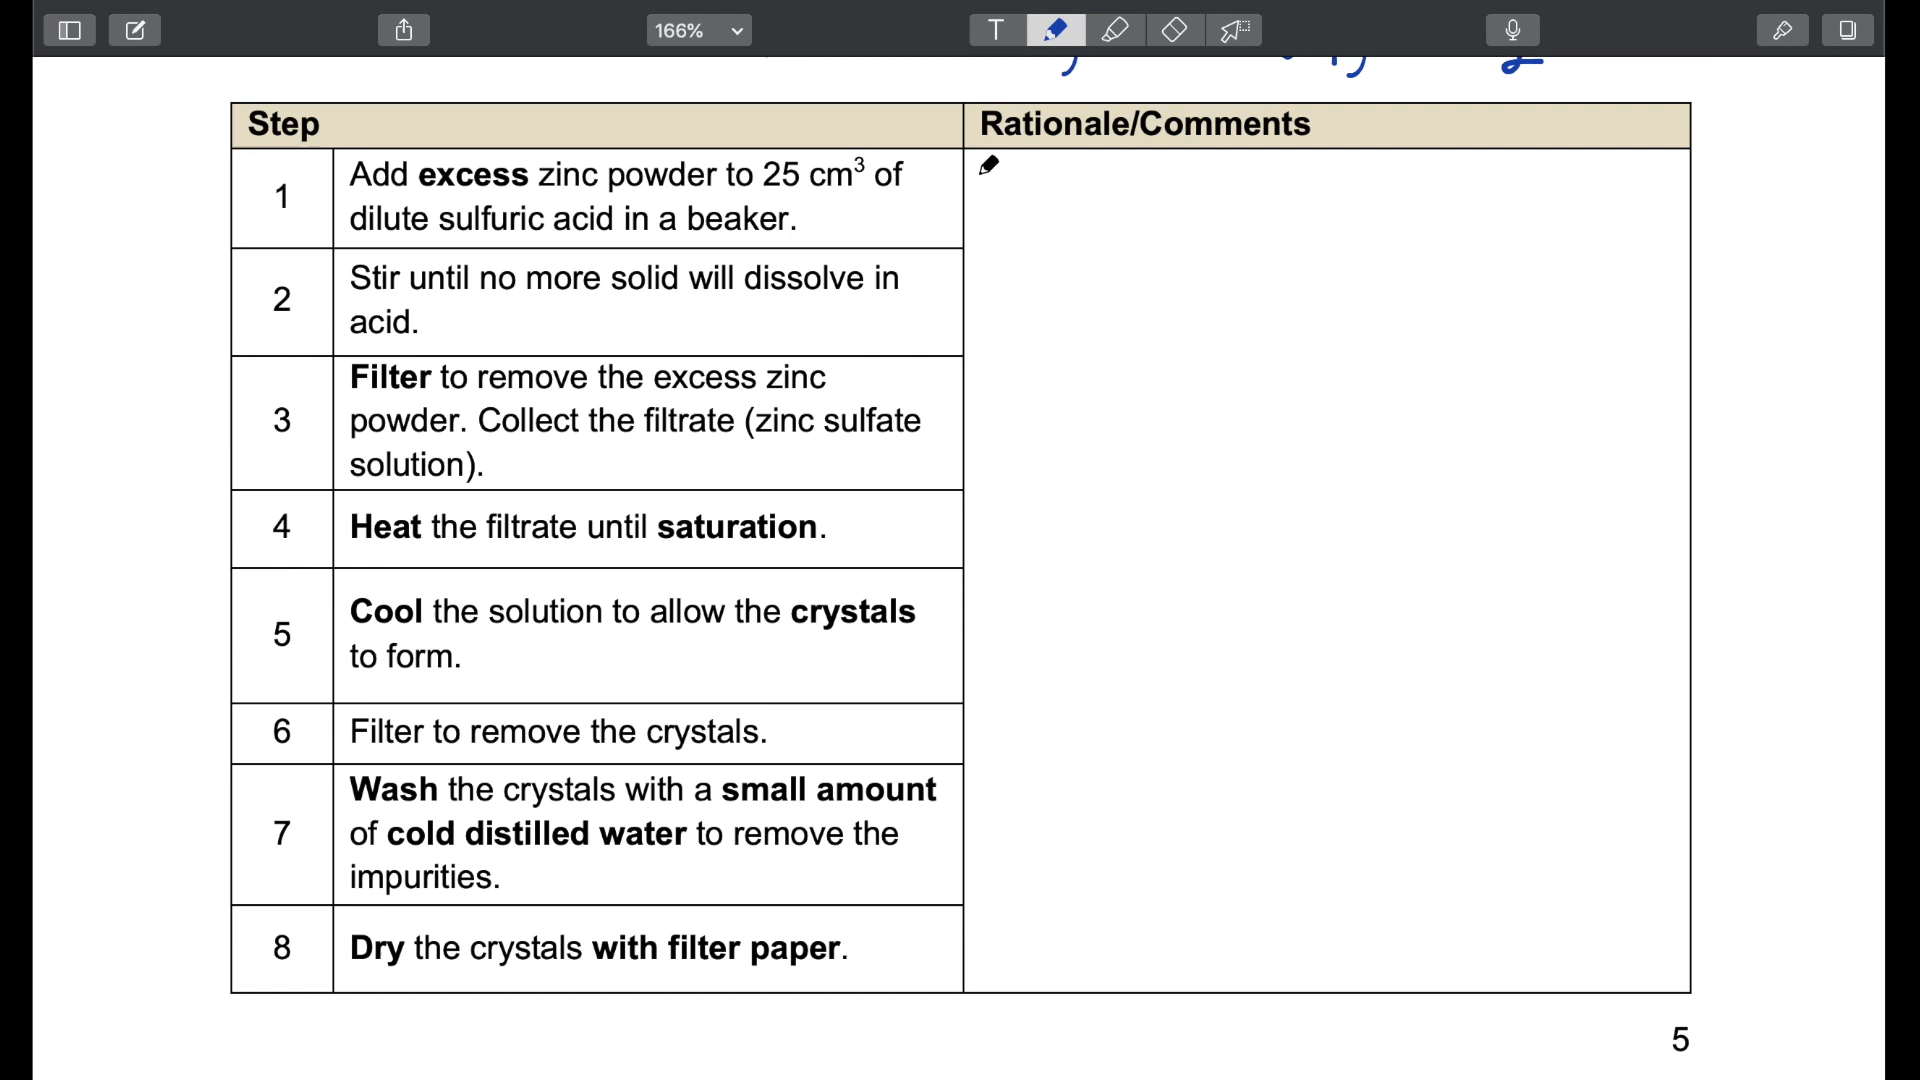 166%
T
Step
Rationale/Comments
1
Add excess zinc powder to 25 cm³ of
dilute sulfuric acid in a beaker.
2
Stir until no more solid will dissolve in
acid.
3
Filter to remove the excess zinc
powder. Collect the filtrate (zinc sulfate
solution).
4
Heat the filtrate until saturation.
5
Cool the solution to allow the crystals
to form.
6
Filter to remove the crystals.
7
Wash the crystals with a small amount
of cold distilled water to remove the
impurities.
8
Dry the crystals with filter paper.
5